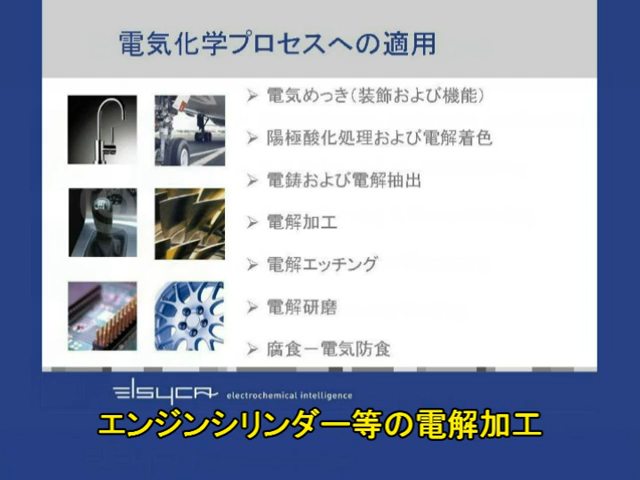 電気化学プロセスへの適用
➢ 電気めっき(装飾および機能)
➢ 陽極酸化処理および電解着色
➢ 電鋳および電解抽出
➢ 電解加工
➢ 電解エッチング
➢ 電解研磨
➢ 腐食－電気防食
elsyca electrochemical intelligence
エンジンシリンダー等の電解加工